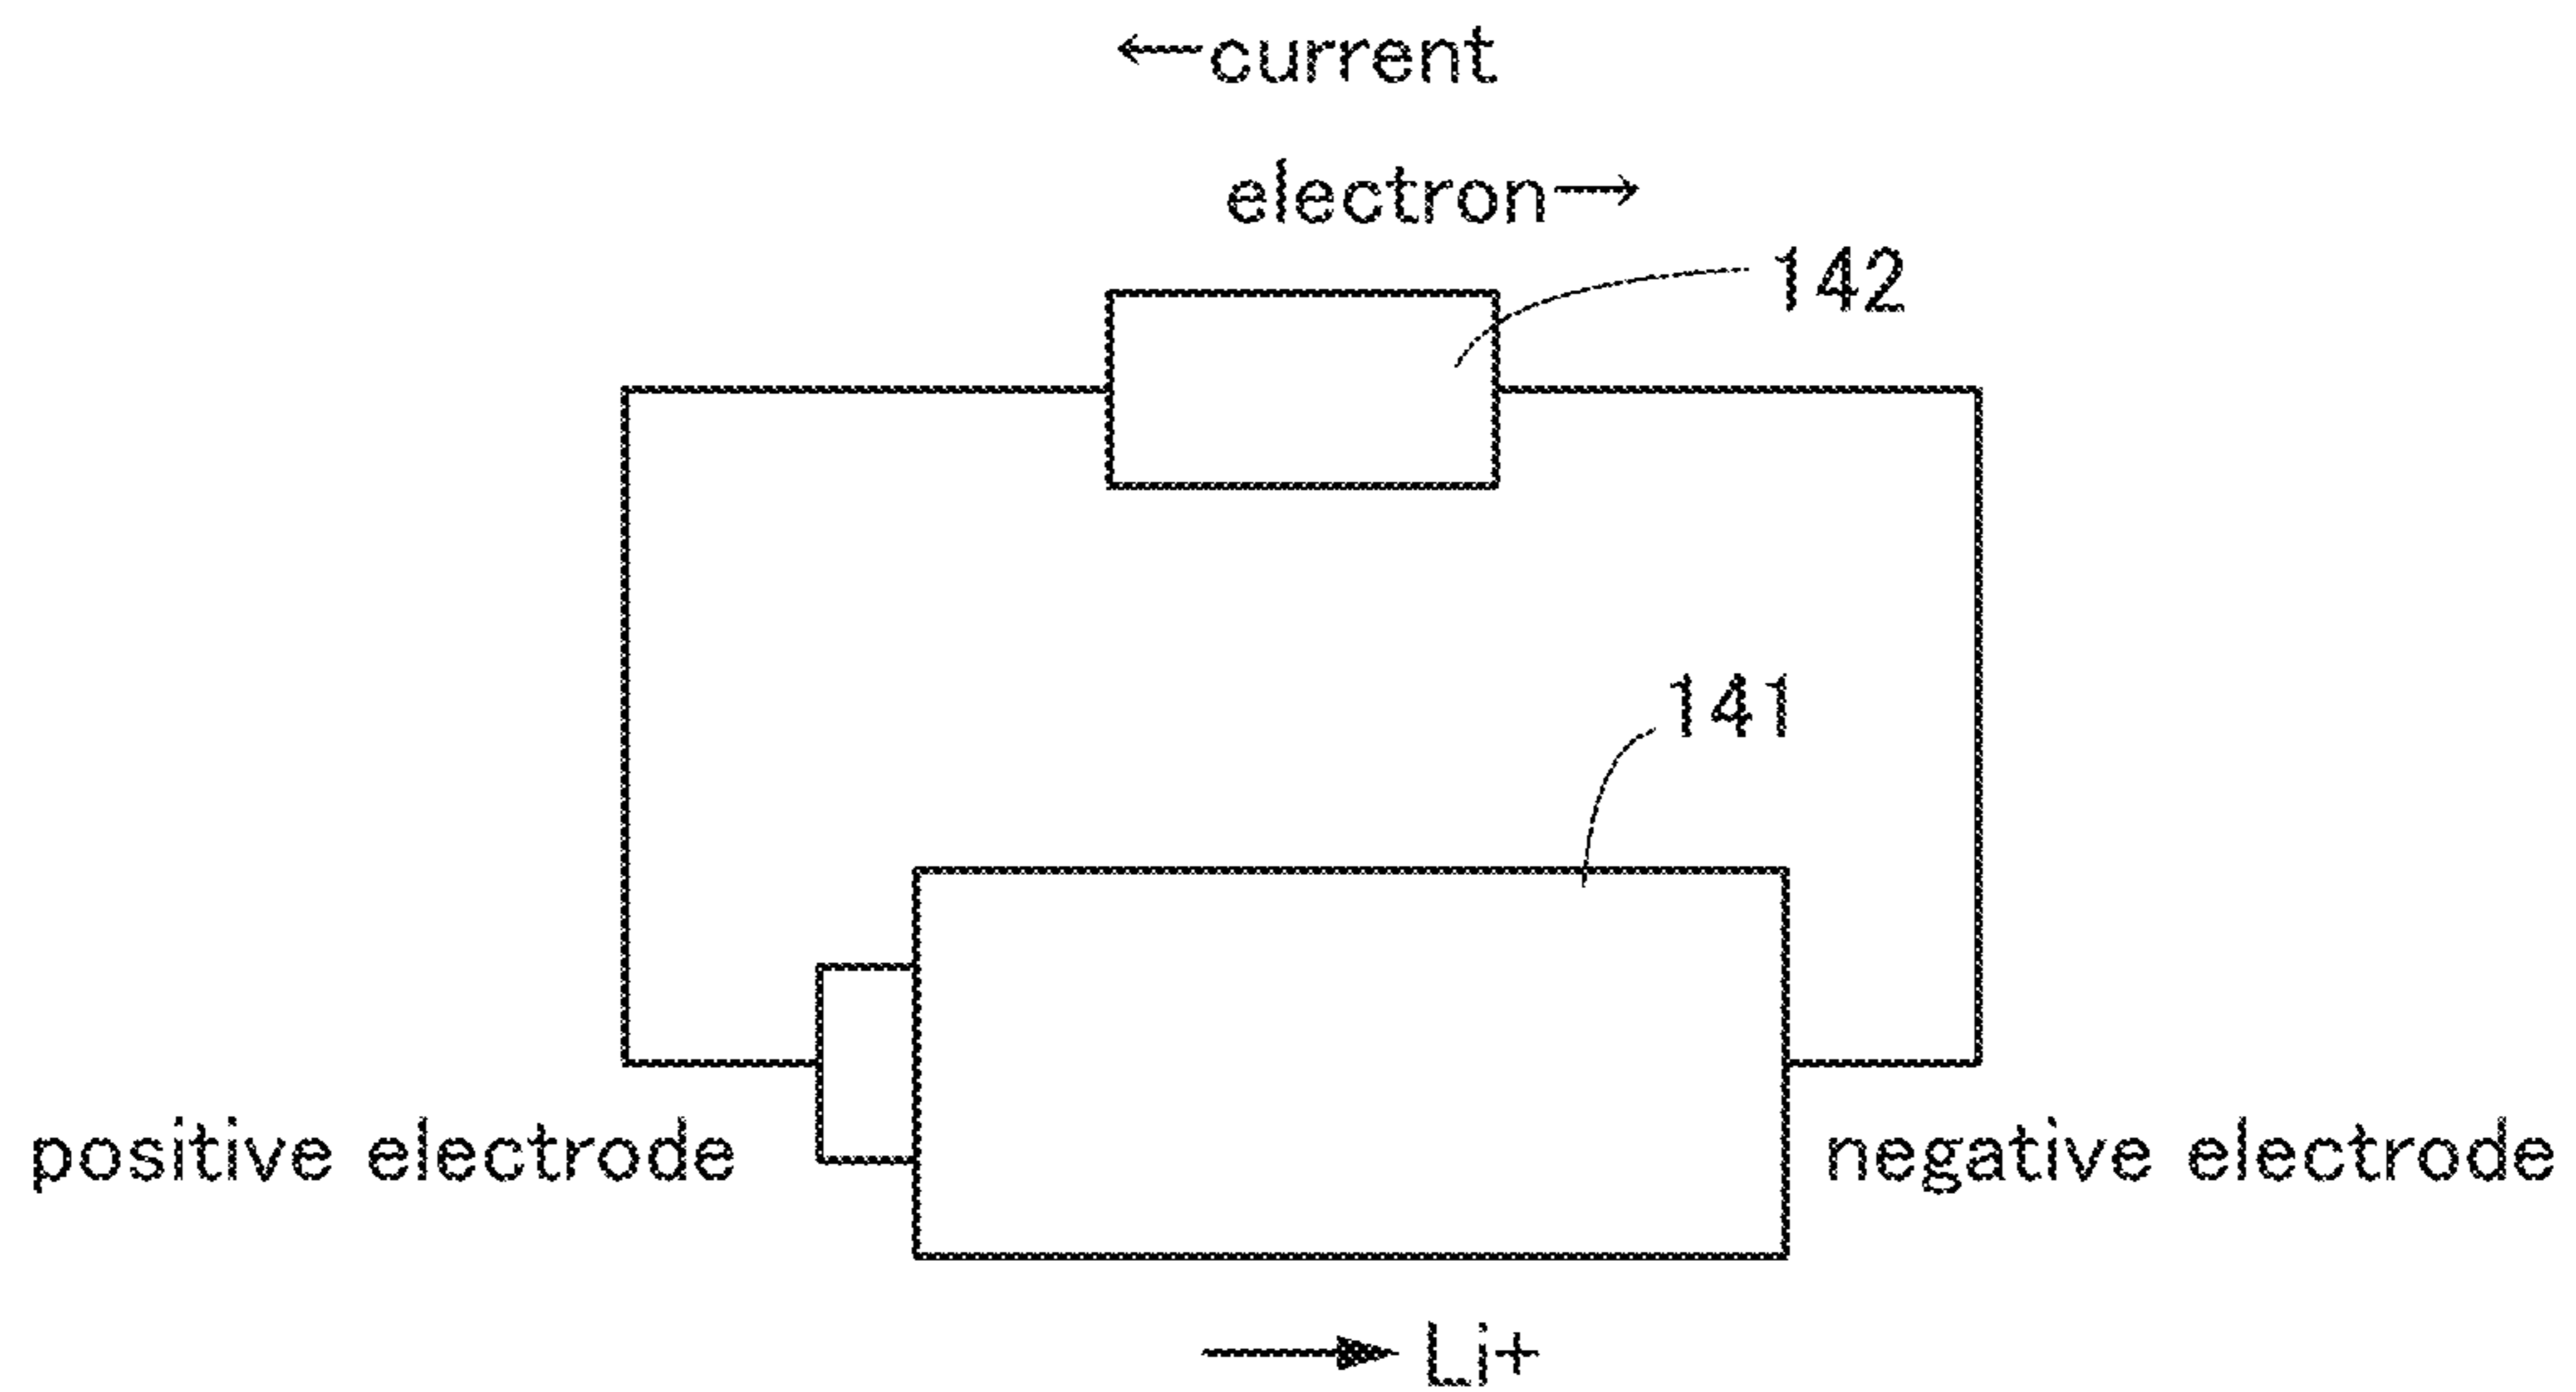 ←current
electron→
142
141
positive electrode
negative electrode
Li+